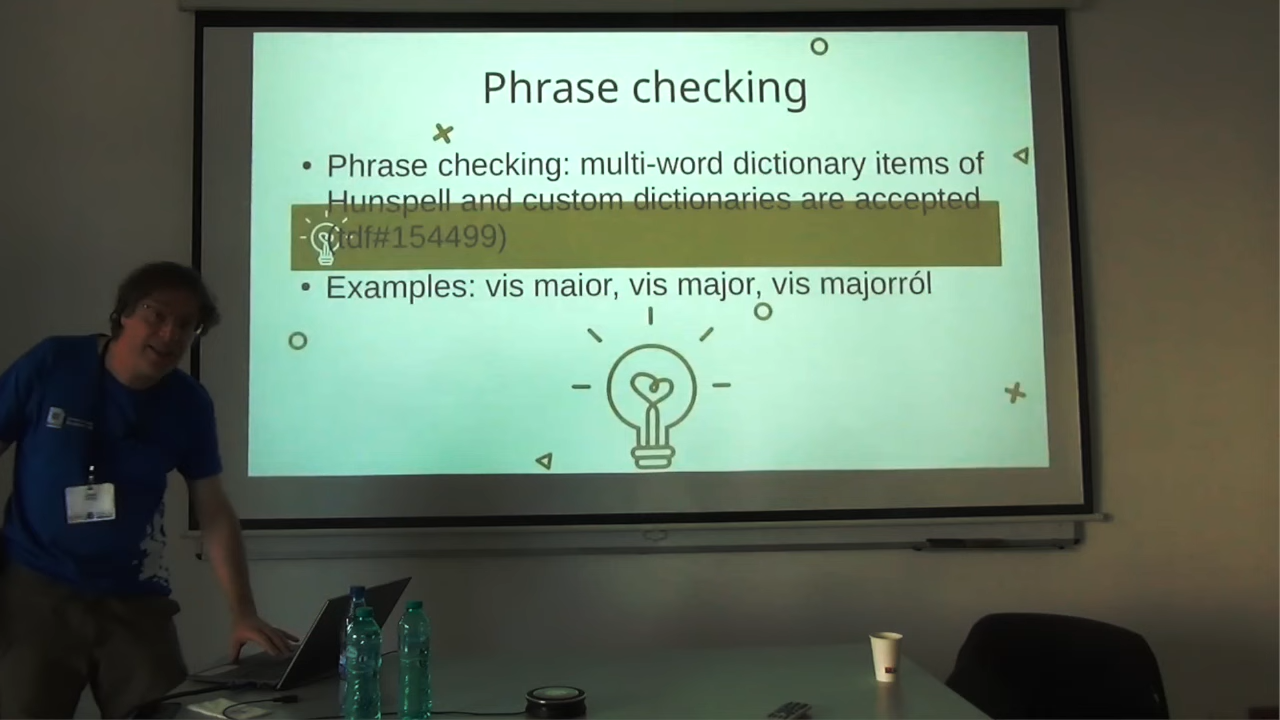 Phrase checking
• Phrase checking: multi-word dictionary items of
Hunspell and custom dictionaries are accepted
(tdf#154499)
• Examples: vis maior, vis major, vis majorról